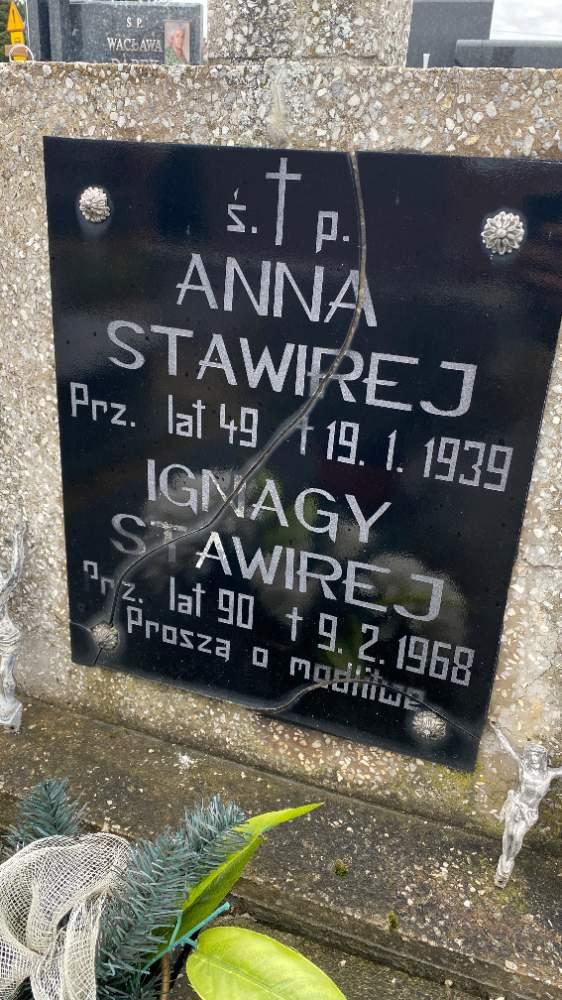 Ś P
WACŁAWA
ś. p.
ANNA
STAWIREJ
Prz. lat 49 † 19. 1. 1939
IGNAGY
STAWIREJ
Prz. lat 90 † 9. 2. 1968
Proszą o modlitwę